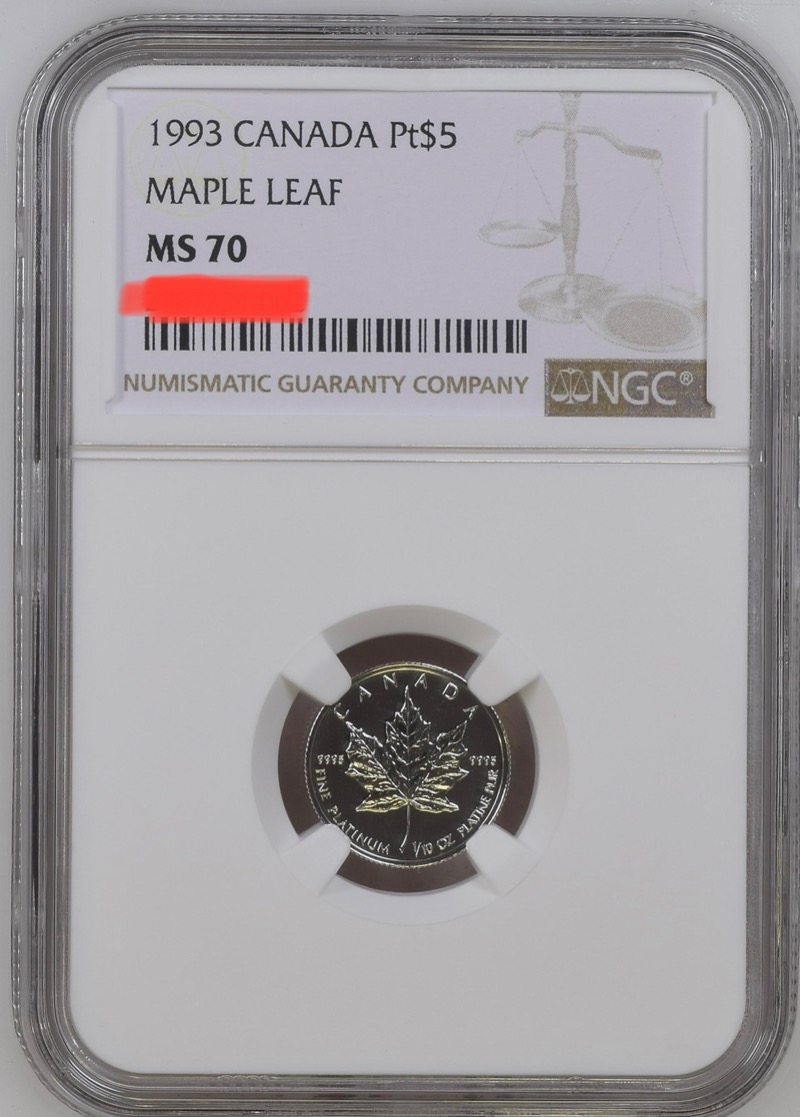 1993 CANADA Pt$5
MAPLE LEAF
MS 70
NUMISMATIC GUARANTY COMPANY
NGC®
CANADA
9995 9995
FINE PLATINUM 1/10 OZ PLATINE PUR